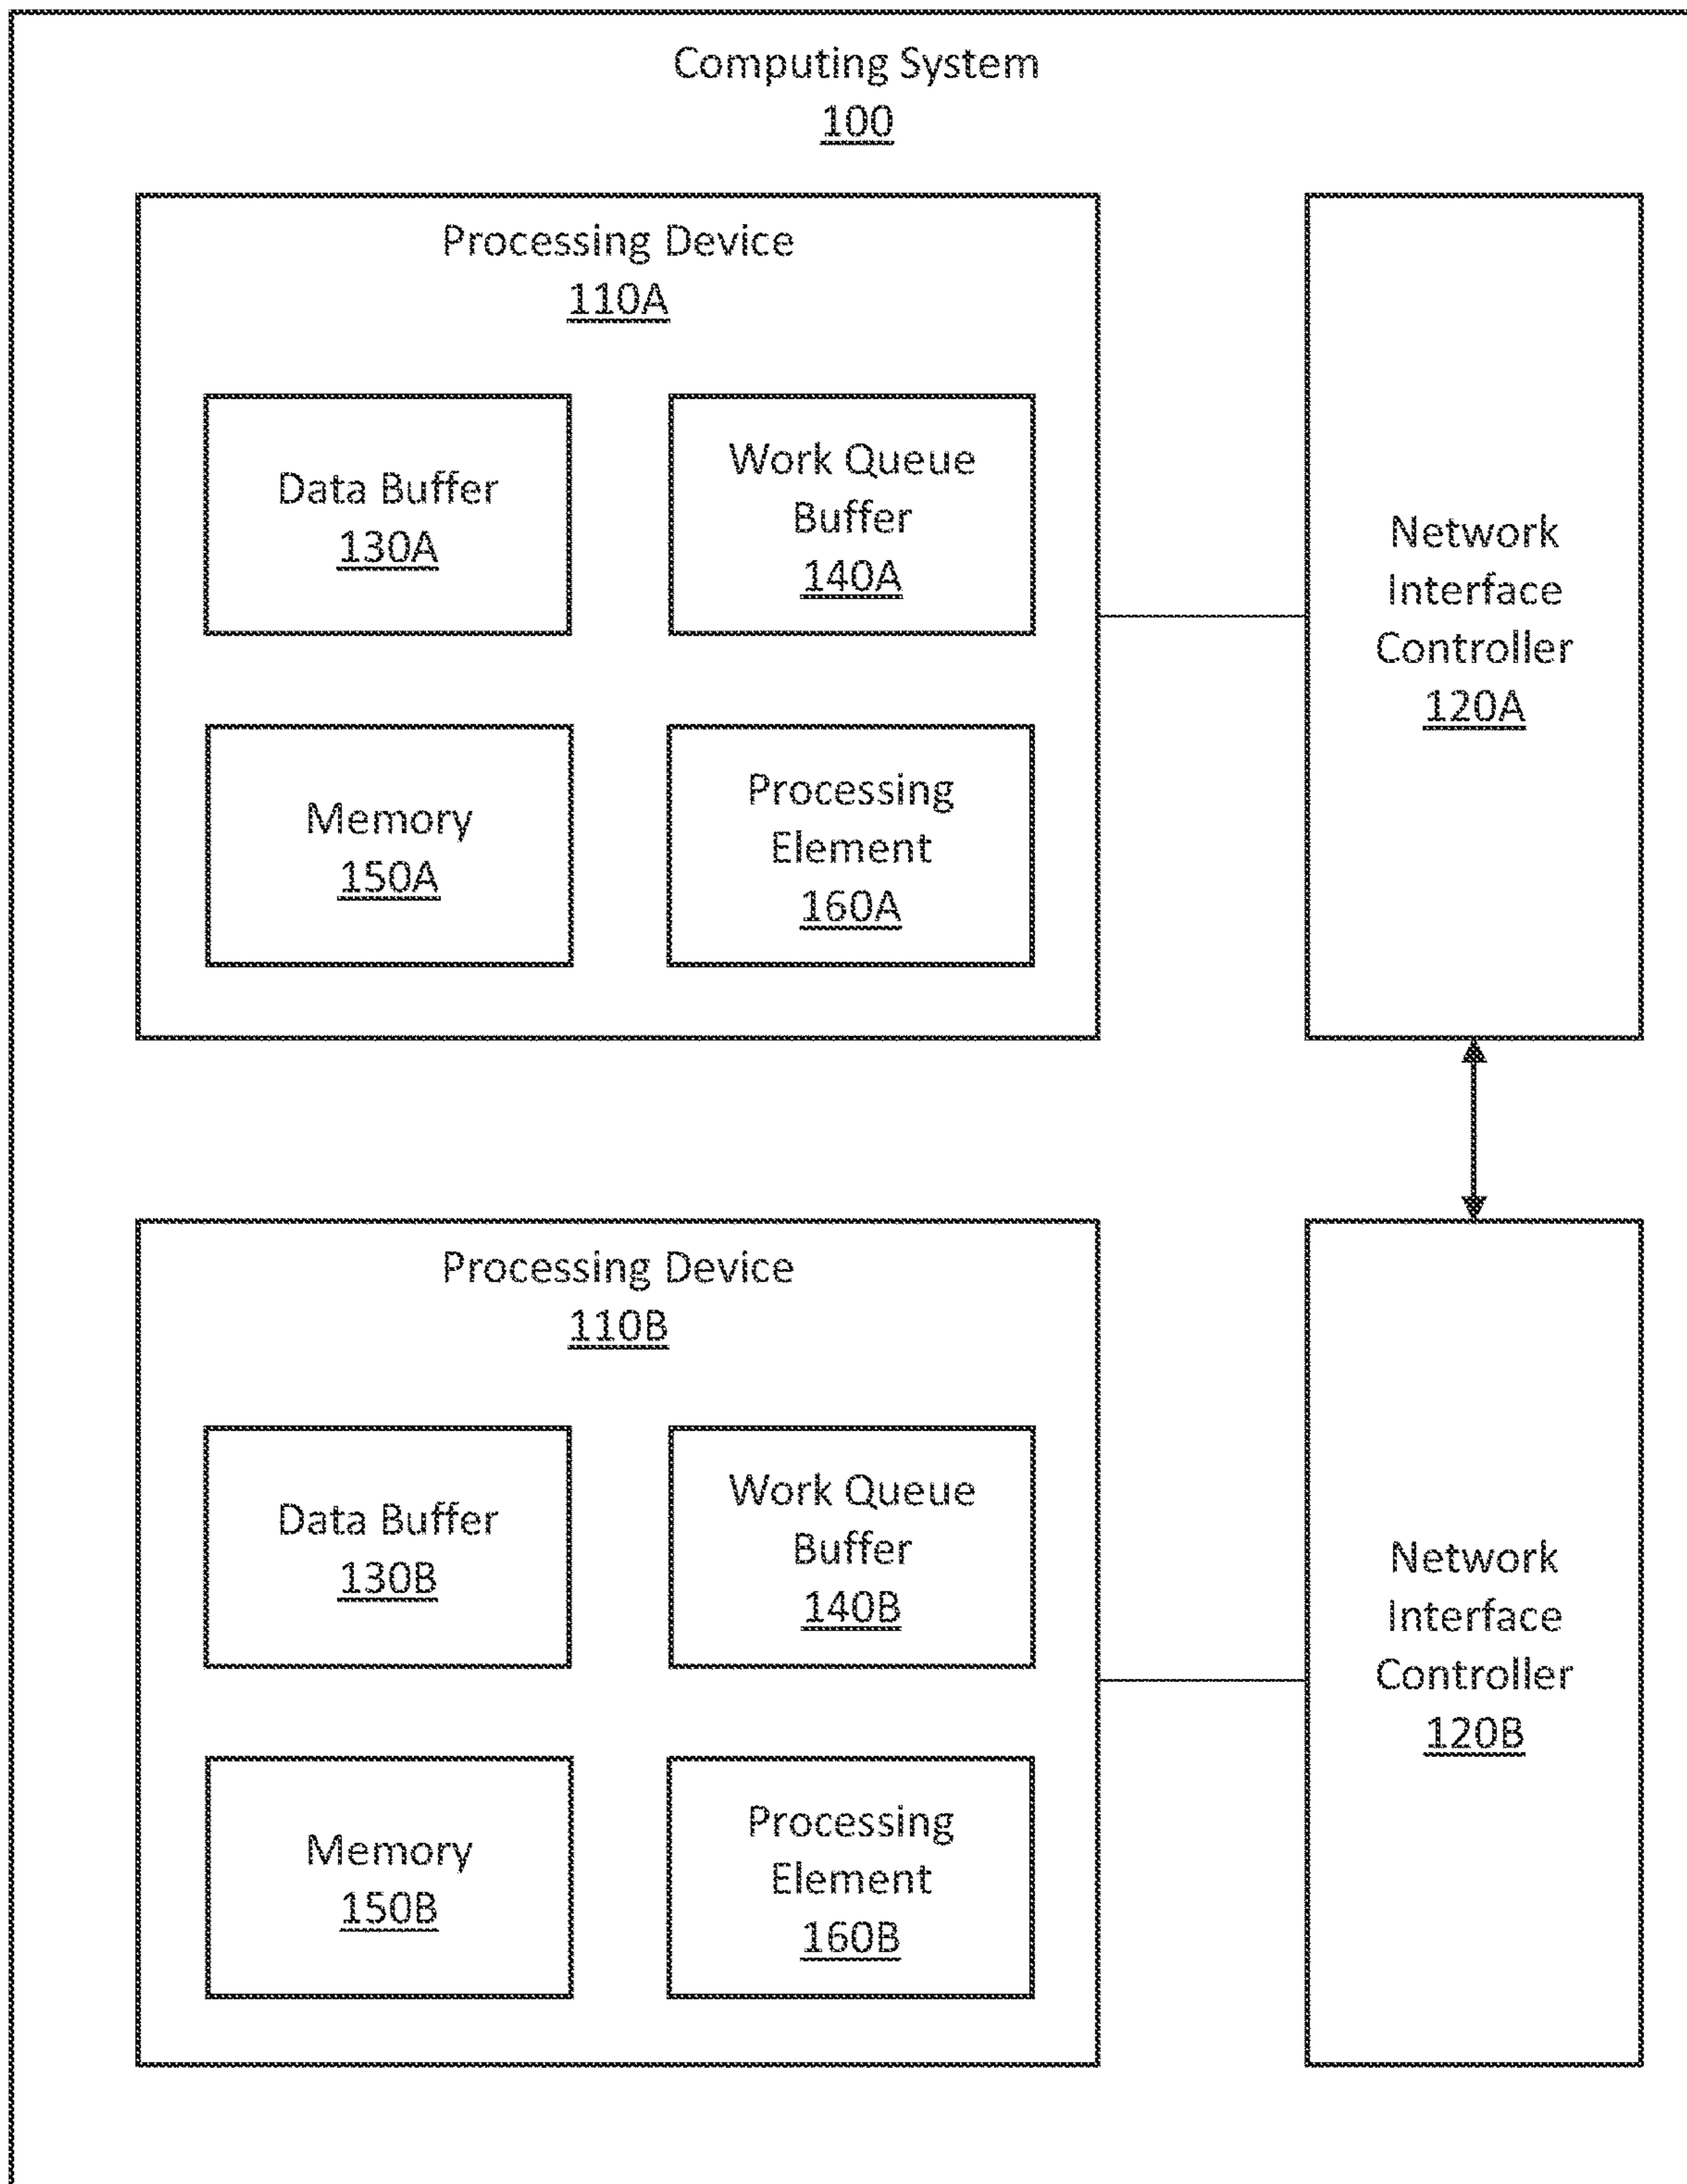 Computing System
100
Processing Device
110A
Data Buffer
130A
Work Queue
Buffer
140A
Memory
150A
Processing
Element
160A
Network
Interface
Controller
120A
Processing Device
110B
Data Buffer
130B
Work Queue
Buffer
140B
Memory
150B
Processing
Element
160B
Network
Interface
Controller
120B